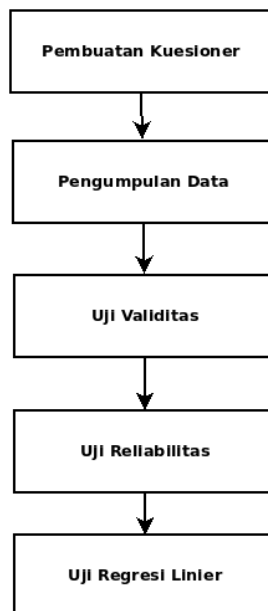 Pembuatan Kuesioner
Pengumpulan Data
Uji Validitas
Uji Reliabilitas
Uji Regresi Linier